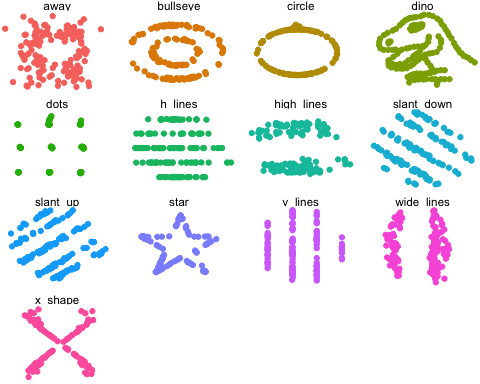 away bullseye circle dino
dots h_lines high_lines slant_down
slant_up star v_lines wide_lines
x_shape